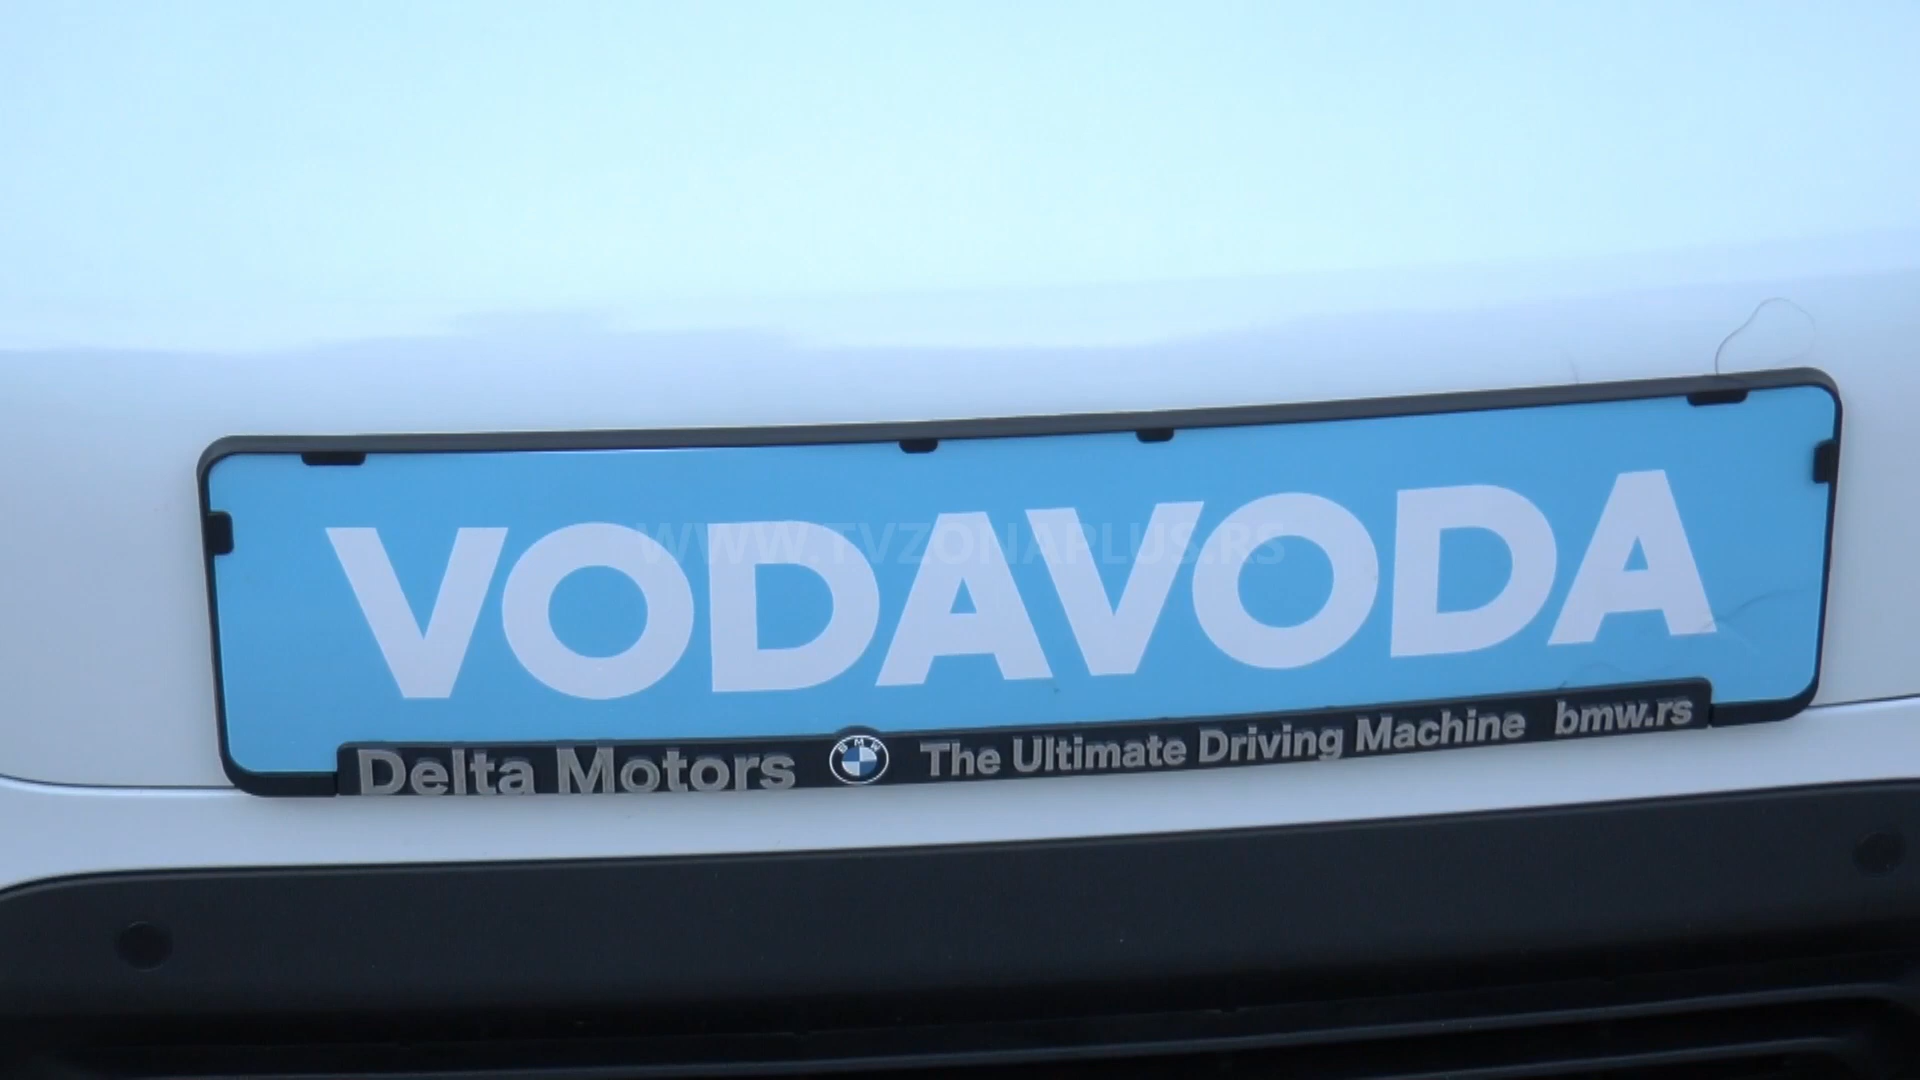 WWW.TVZONAPLUS.RS
VODAVODA
Delta Motors BMW The Ultimate Driving Machine bmw.rs